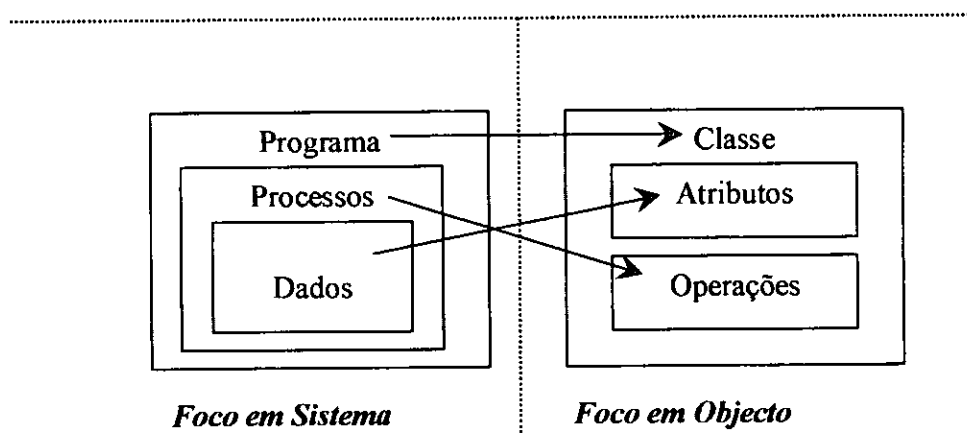 Programa
Processos
Dados
Foco em Sistema
Classe
Atributos
Operações
Foco em Objecto